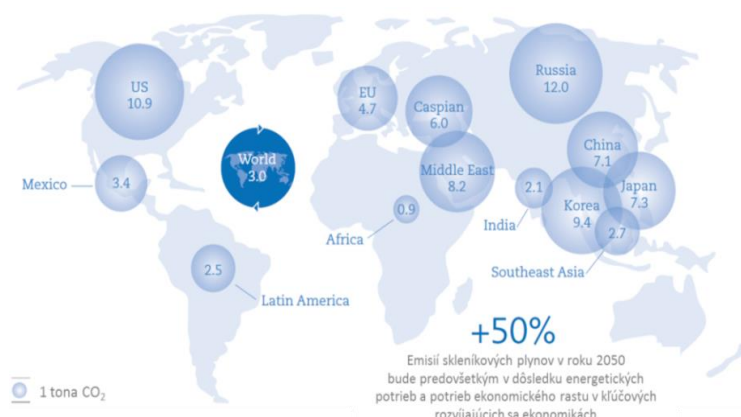 US
10.9
EU
4.7
Caspian
6.0
Russia
12.0
World
3.0
Middle East
8.2
China
7.1
Mexico
3.4
Japan
7.3
Korea
9.4
2.1
India
0.9
Africa
2.7
Southeast Asia
2.5
Latin America
+50%
Emisií skleníkových plynov v roku 2050
bude predovšetkým v dôsledku energetických
potrieb a potrieb ekonomického rastu v kľúčových
rozvíjajúcich sa ekonomikách
1 tona CO₂